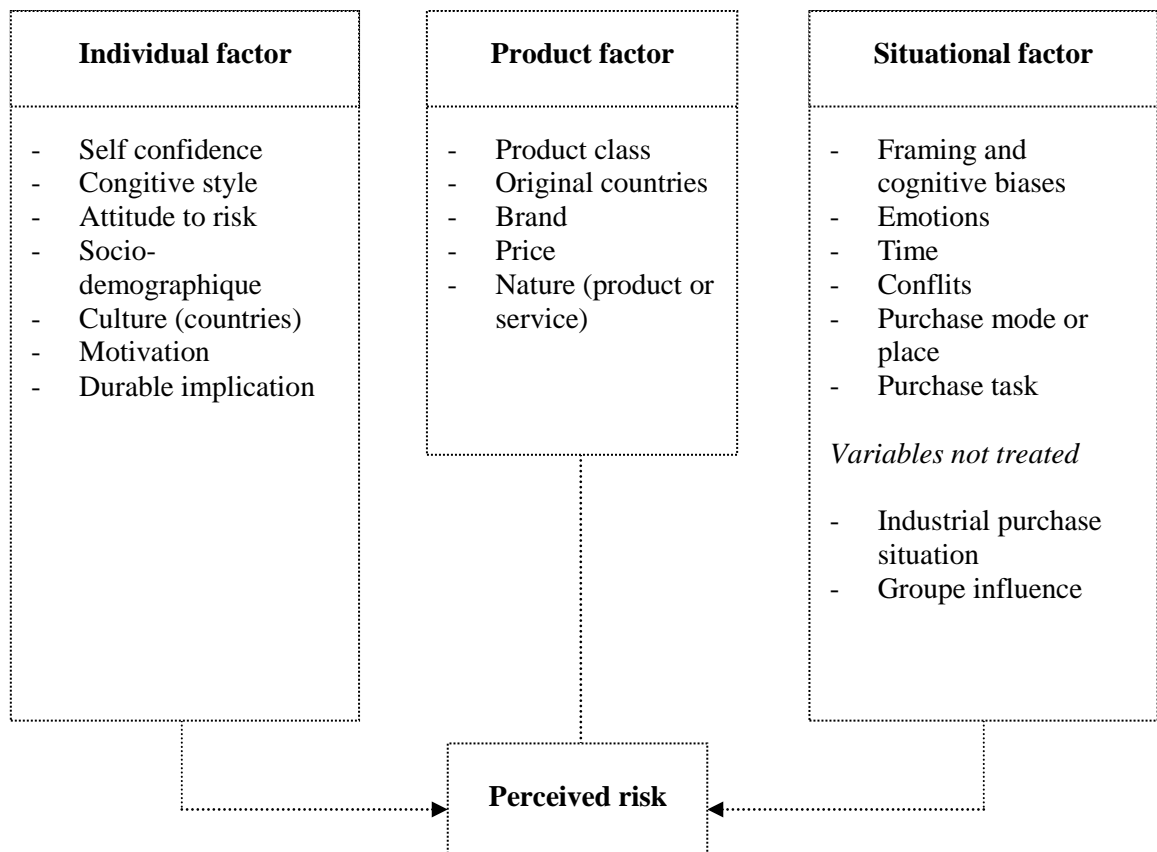 Individual factor
- Self confidence
- Congitive style
- Attitude to risk
- Socio-
demographique
- Culture (countries)
- Motivation
- Durable implication
Product factor
- Product class
- Original countries
- Brand
- Price
- Nature (product or
service)
Situational factor
- Framing and
cognitive biases
- Emotions
- Time
- Conflits
- Purchase mode or
place
- Purchase task
Variables not treated
- Industrial purchase
situation
- Groupe influence
Perceived risk